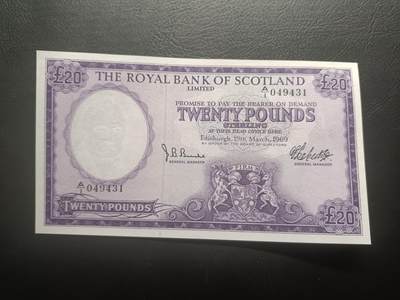 £20 THE ROYAL BANK OF SCOTLAND £20
LIMITED A/1 049431
PROMISE TO PAY THE BEARER ON DEMAND
TWENTY POUNDS
STERLING
AT THEIR HEAD OFFICE HERE
Edinburgh, 19th March, 1969
BY ORDER OF THE BOARD OF DIRECTORS
GENERAL MANAGER GENERAL MANAGER
A/1 049431
TWENTY POUNDS £20